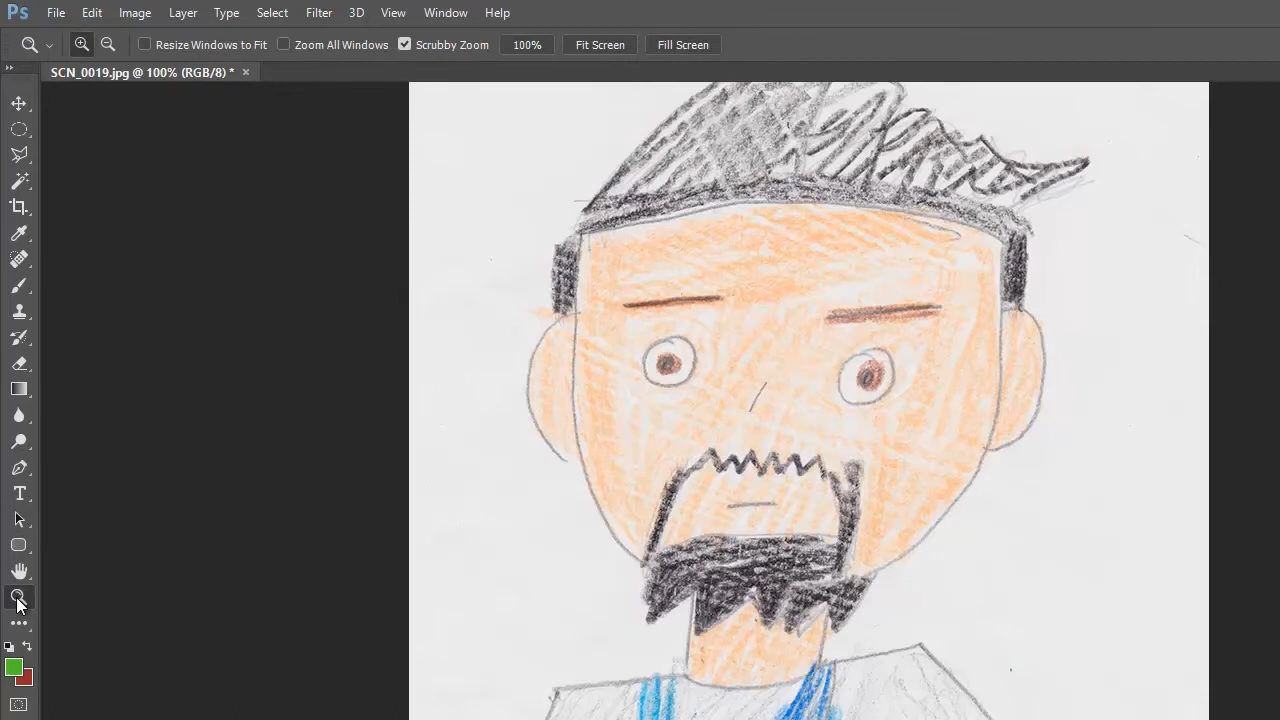 Ps File Edit Image Layer Type Select Filter 3D View Window Help
Resize Windows to Fit Zoom All Windows Scrubby Zoom 100% Fit Screen Fill Screen
SCN_0019.jpg @ 100% (RGB/8) * ×